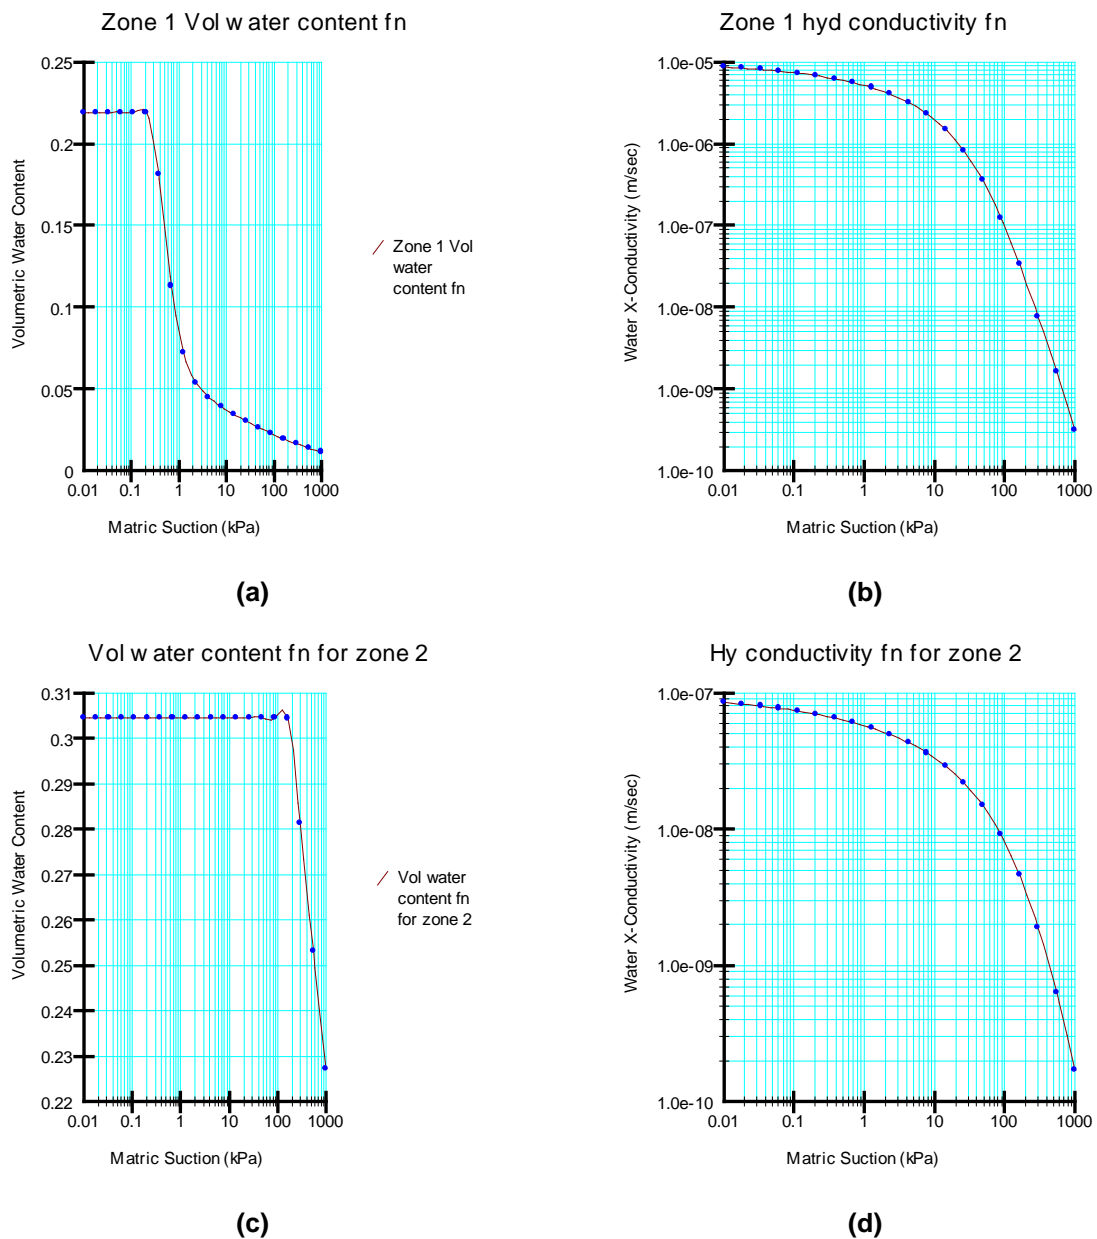 Zone 1 Vol water content fn
0.25
0.2
0.15
0.1
0.05
0
Volumetric Water Content
0.01 0.1 1 10 100 1000
Matric Suction (kPa)
Zone 1 Vol
water
content fn
(a)
Zone 1 hyd conductivity fn
1.0e-05
1.0e-06
1.0e-07
1.0e-08
1.0e-09
1.0e-10
Water X-Conductivity (m/sec)
0.01 0.1 1 10 100 1000
Matric Suction (kPa)
(b)
Vol water content fn for zone 2
0.31
0.3
0.29
0.28
0.27
0.26
0.25
0.24
0.23
0.22
Volumetric Water Content
0.01 0.1 1 10 100 1000
Matric Suction (kPa)
Vol water
content fn
for zone 2
(c)
Hy conductivity fn for zone 2
1.0e-07
1.0e-08
1.0e-09
1.0e-10
Water X-Conductivity (m/sec)
0.01 0.1 1 10 100 1000
Matric Suction (kPa)
(d)